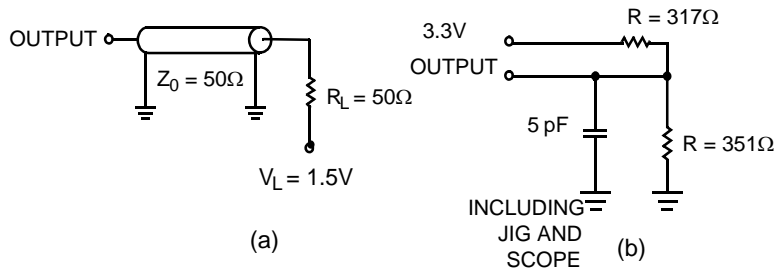 OUTPUT
Z0 = 50Ω
RL = 50Ω
VL = 1.5V
(a)
R = 317Ω
3.3V
OUTPUT
5 pF
R = 351Ω
INCLUDING
JIG AND
SCOPE
(b)